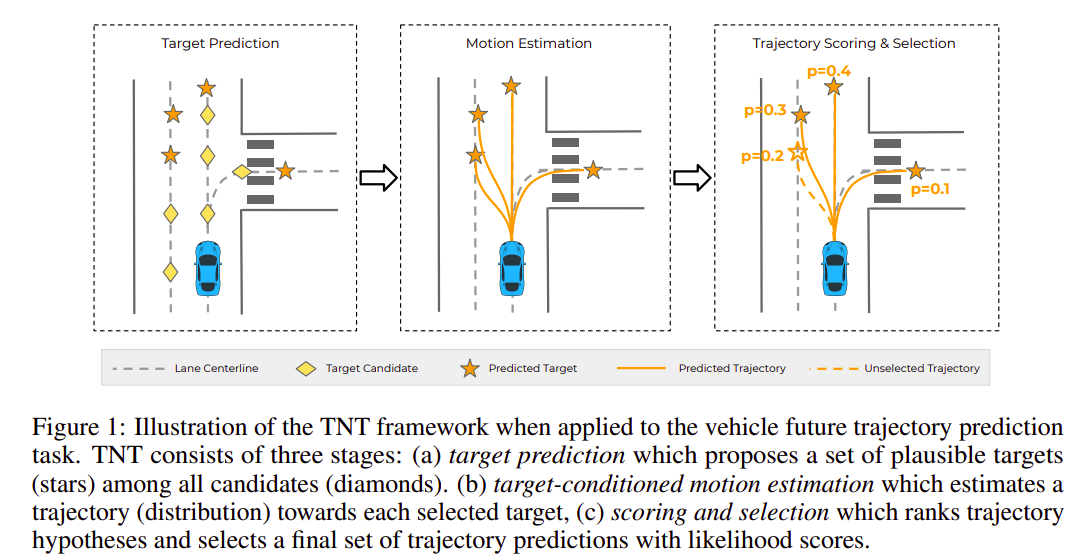 Target Prediction
Motion Estimation
Trajectory Scoring & Selection
p=0.4
p=0.3
p=0.2
p=0.1
Lane Centerline
Target Candidate
Predicted Target
Predicted Trajectory
Unselected Trajectory
Figure 1: Illustration of the TNT framework when applied to the vehicle future trajectory prediction
task. TNT consists of three stages: (a) target prediction which proposes a set of plausible targets
(stars) among all candidates (diamonds). (b) target-conditioned motion estimation which estimates a
trajectory (distribution) towards each selected target, (c) scoring and selection which ranks trajectory
hypotheses and selects a final set of trajectory predictions with likelihood scores.